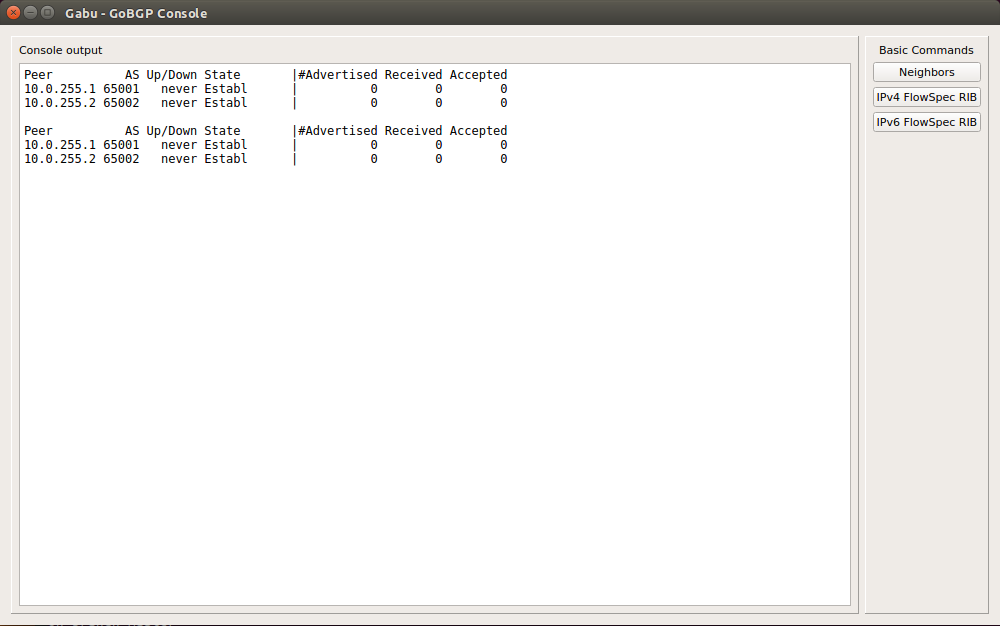 Gabu - GoBGP Console
Console output
Peer          AS Up/Down State       |#Advertised Received Accepted
10.0.255.1 65001   never Establ      |          0        0        0
10.0.255.2 65002   never Establ      |          0        0        0
Peer          AS Up/Down State       |#Advertised Received Accepted
10.0.255.1 65001   never Establ      |          0        0        0
10.0.255.2 65002   never Establ      |          0        0        0
Basic Commands
Neighbors
IPv4 FlowSpec RIB
IPv6 FlowSpec RIB